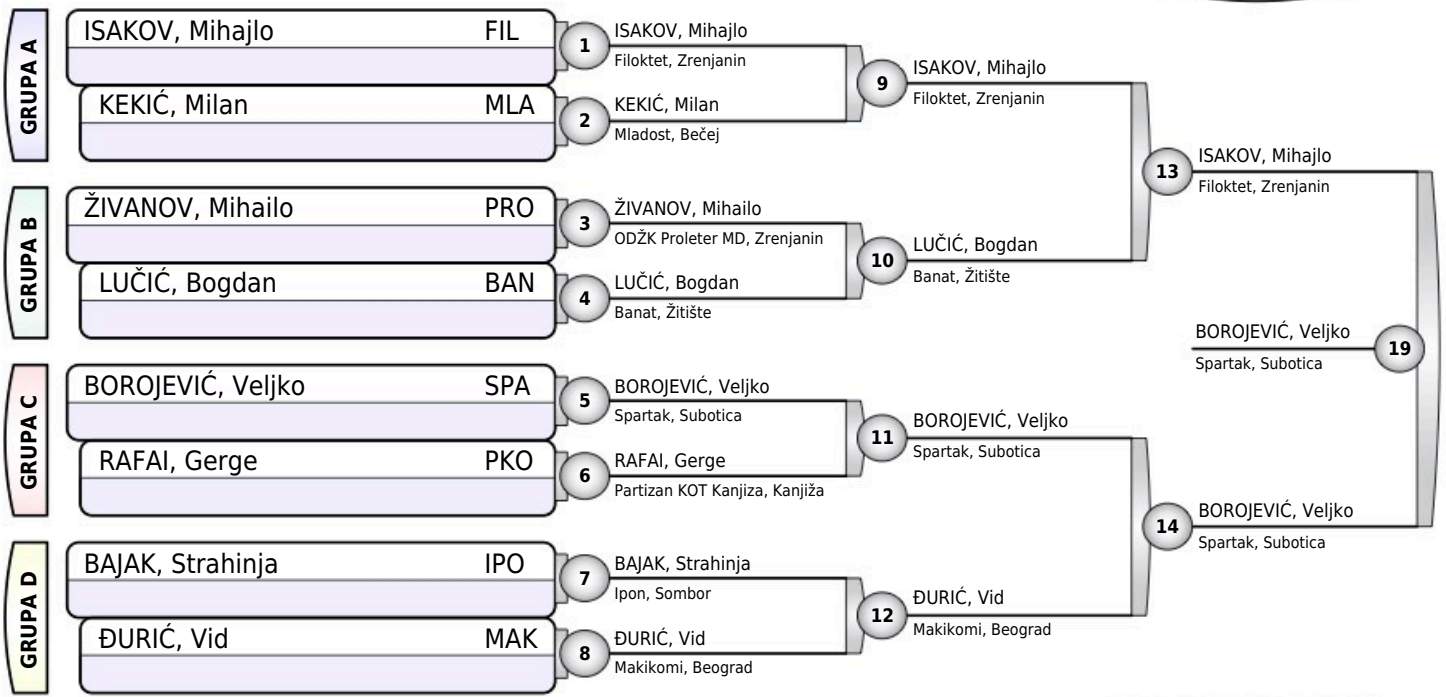 GRUPA A
ISAKOV, Mihajlo FIL
KEKIĆ, Milan MLA
1
ISAKOV, Mihajlo
Filoktet, Zrenjanin
2
KEKIĆ, Milan
Mladost, Bečej
9
ISAKOV, Mihajlo
Filoktet, Zrenjanin
GRUPA B
ŽIVANOV, Mihailo PRO
LUČIĆ, Bogdan BAN
3
ŽIVANOV, Mihailo
ODŽK Proleter MD, Zrenjanin
4
LUČIĆ, Bogdan
Banat, Žitište
10
LUČIĆ, Bogdan
Banat, Žitište
13
ISAKOV, Mihajlo
Filoktet, Zrenjanin
GRUPA C
BOROJEVIĆ, Veljko SPA
RAFAI, Gerge PKO
5
BOROJEVIĆ, Veljko
Spartak, Subotica
6
RAFAI, Gerge
Partizan KOT Kanjiza, Kanjiža
11
BOROJEVIĆ, Veljko
Spartak, Subotica
GRUPA D
BAJAK, Strahinja IPO
ĐURIĆ, Vid MAK
7
BAJAK, Strahinja
Ipon, Sombor
8
ĐURIĆ, Vid
Makikomi, Beograd
12
ĐURIĆ, Vid
Makikomi, Beograd
14
BOROJEVIĆ, Veljko
Spartak, Subotica
BOROJEVIĆ, Veljko
Spartak, Subotica
19